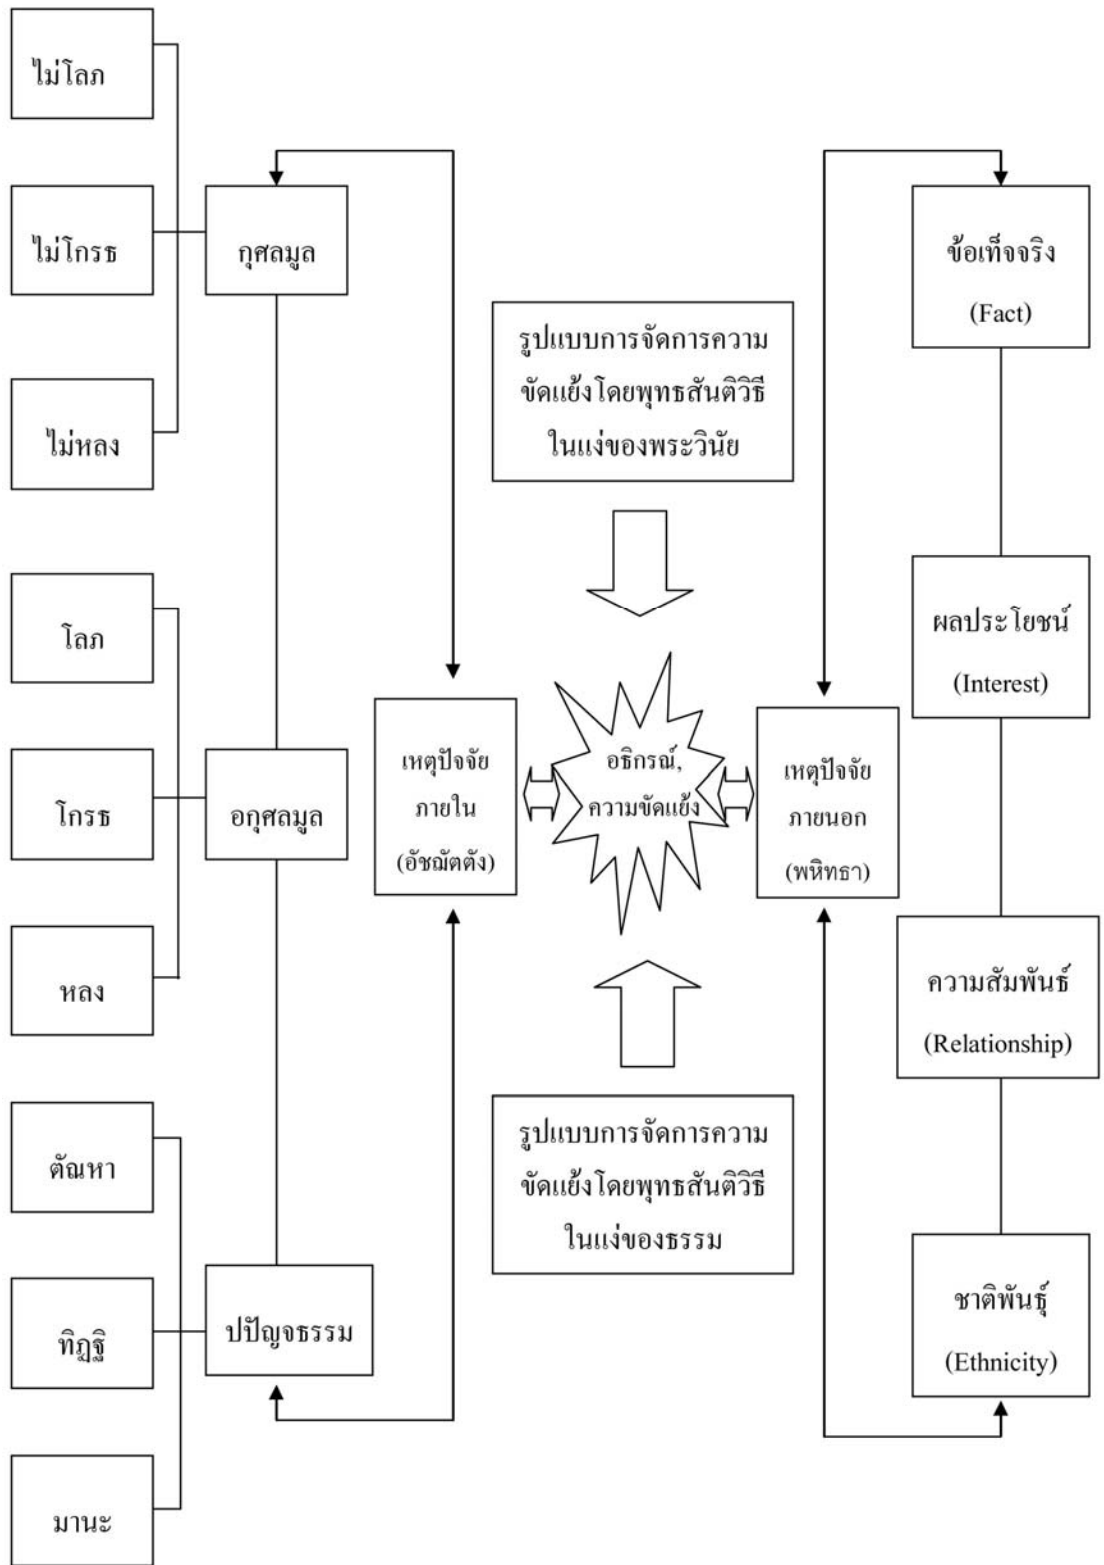 ไม่โลภ
ไม่โกรธ
ไม่หลง
กุศลมูล
โลภ
โกรธ
หลง
อกุศลมูล
ตัณหา
ทิฏฐิ
มานะ
ปปัญจธรรม
เหตุปัจจัย
ภายใน
(อัชฌัตตัง)
รูปแบบการจัดการความ
ขัดแย้งโดยพุทธสันติวิธี
ในแง่ของพระวินัย
อธิกรณ์,
ความขัดแย้ง
รูปแบบการจัดการความ
ขัดแย้งโดยพุทธสันติวิธี
ในแง่ของธรรม
เหตุปัจจัย
ภายนอก
(พหิทธา)
ข้อเท็จจริง
(Fact)
ผลประโยชน์
(Interest)
ความสัมพันธ์
(Relationship)
ชาติพันธุ์
(Ethnicity)